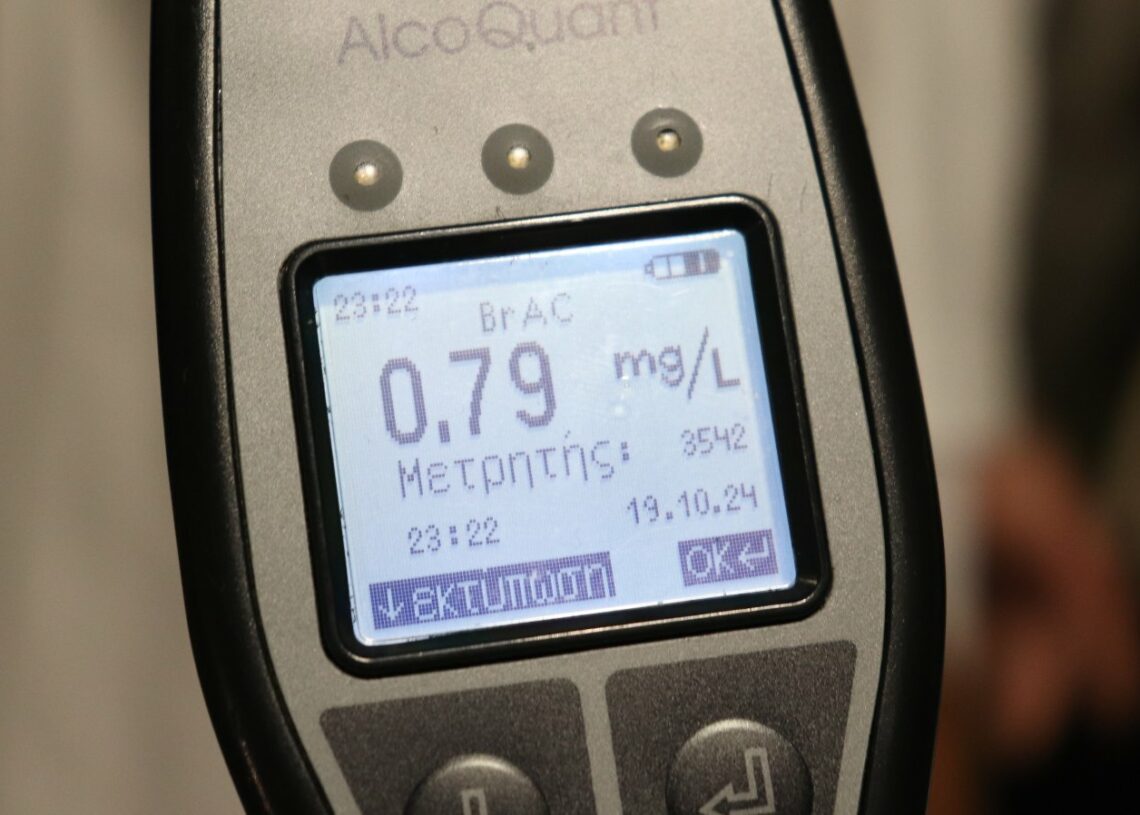 AlcoQuant
23:22
BrAC
0.79 mg/L
Μετρητής: 3542
23:22 19.10.24
↓εκτύπωση OK↵